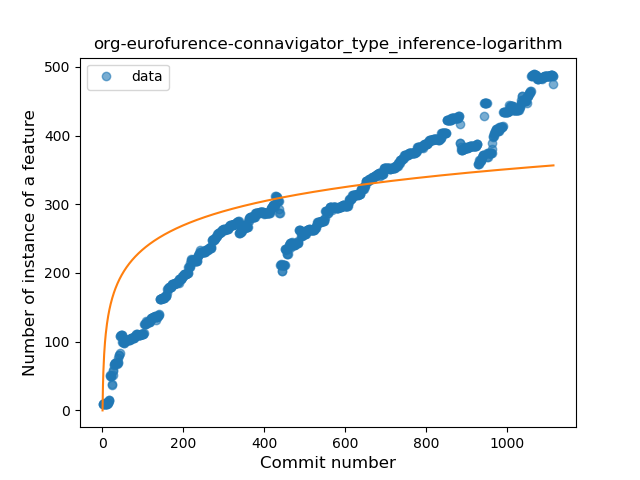 org-eurofurence-connavigator_type_inference-logarithm
data
Number of instance of a feature
500
400
300
200
100
0
0 200 400 600 800 1000
Commit number